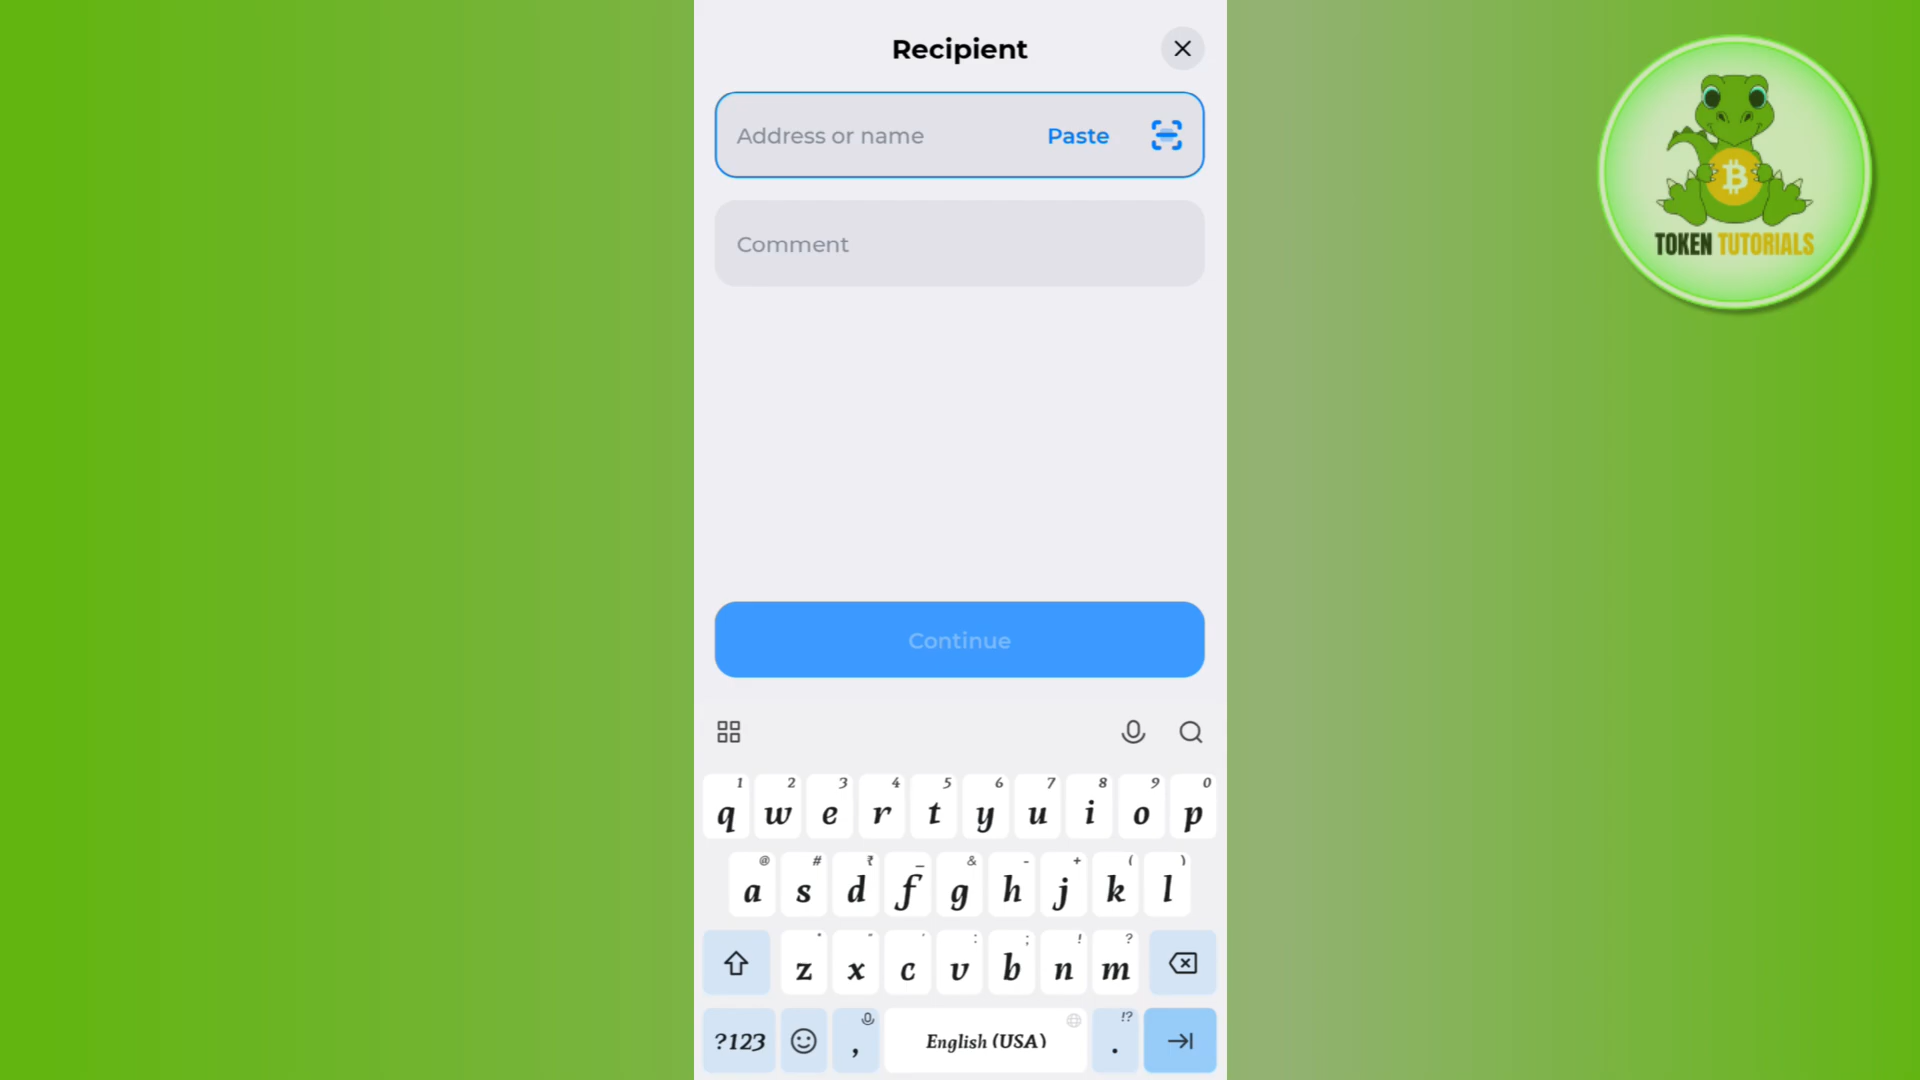 Recipient
Address or name Paste
Comment
Continue
1 2 3 4 5 6 7 8 9 0
q w e r t y u i o p
@ # ₹ _ & - + ( )
a s d f g h j k l
* " ' : ; ! ?
z x c v b n m
!?
?123 , English (USA) .
TOKEN TUTORIALS